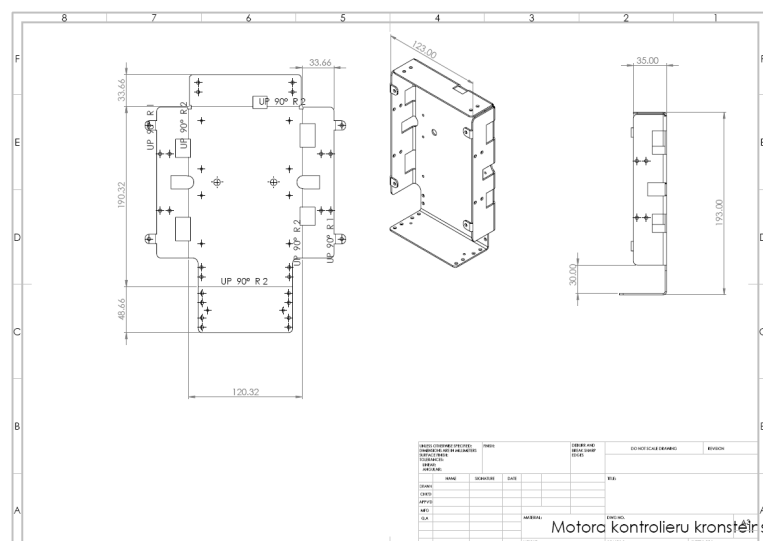 8 7 6 5 4 3 2 1
F
F
E
E
D
D
C
C
B
B
A
A
33.66
33.66
UP 90° R 2
UP 90° R 1
UP 90° R 2
190.32
UP 90° R 2
UP 90° R 1
UP 90° R 2
48.66
120.32
123.00
35.00
193.00
30.00
UNLESS OTHERWISE SPECIFIED:
DIMENSIONS ARE IN MILLIMETERS
SURFACE FINISH:
TOLERANCES:
LINEAR:
ANGULAR:
FINISH:
DEBURR AND
BREAK SHARP
EDGES
DO NOT SCALE DRAWING
REVISION
NAME
SIGNATURE
DATE
TITLE:
DRAWN
CHK'D
APPV'D
MFG
Q.A
MATERIAL:
DWG NO.
Motora kontrolieru kronšteins
A3